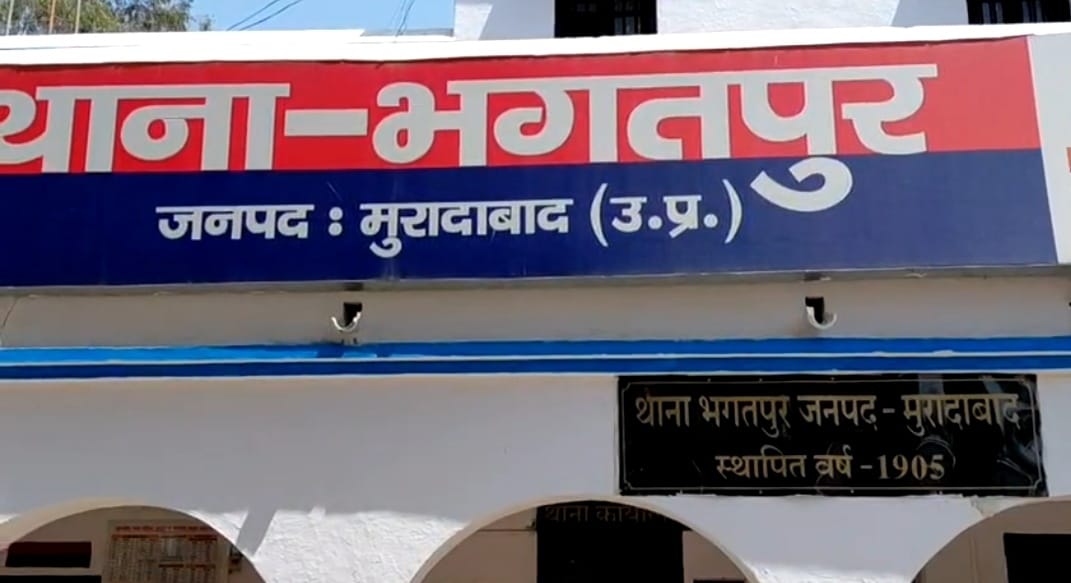 थाना-भगतपुर
जनपद : मुरादाबाद (उ.प्र.)
थाना भगतपुर जनपद - मुरादाबाद
स्थापित वर्ष - 1905
थाना